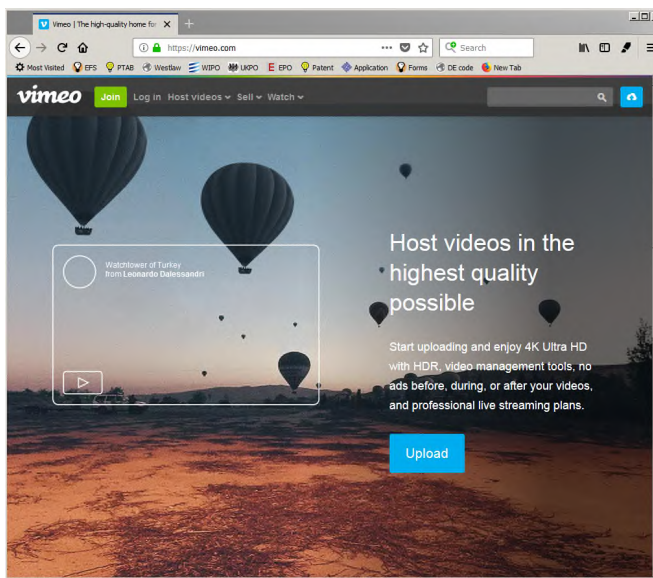 Vimeo | The high-quality home for
https://vimeo.com
Search
Most Visited EFS PTAB Westlaw WIPO UKPO EPO Patent Application Forms DE code New Tab
vimeo Join Log in Host videos Sell Watch
Watchtower of Turkey
from Leonardo Dalessandri
Host videos in the
highest quality
possible
Start uploading and enjoy 4K Ultra HD
with HDR, video management tools, no
ads before, during, or after your videos,
and professional live streaming plans.
Upload